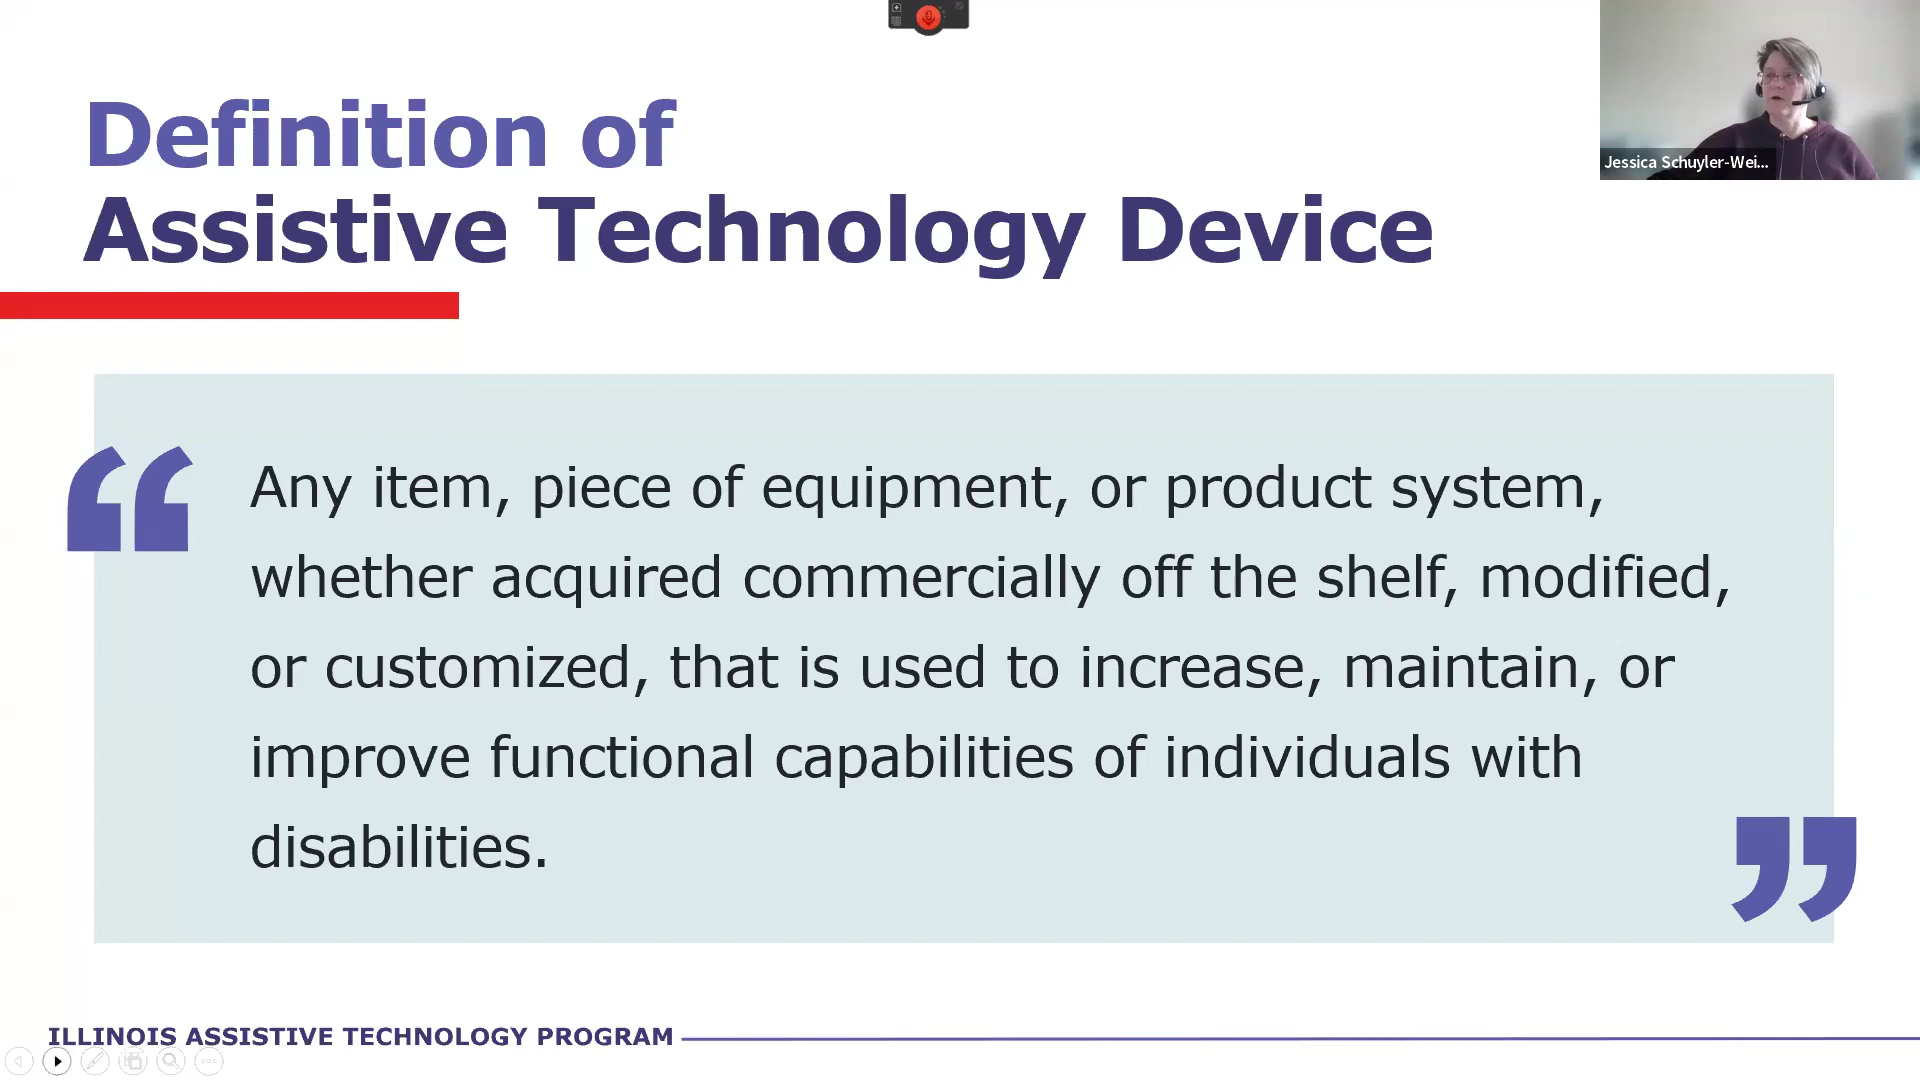 Definition of
Assistive Technology Device
Jessica Schuyler-Wei...
“
Any item, piece of equipment, or product system,
whether acquired commercially off the shelf, modified,
or customized, that is used to increase, maintain, or
improve functional capabilities of individuals with
disabilities.
”
ILLINOIS ASSISTIVE TECHNOLOGY PROGRAM